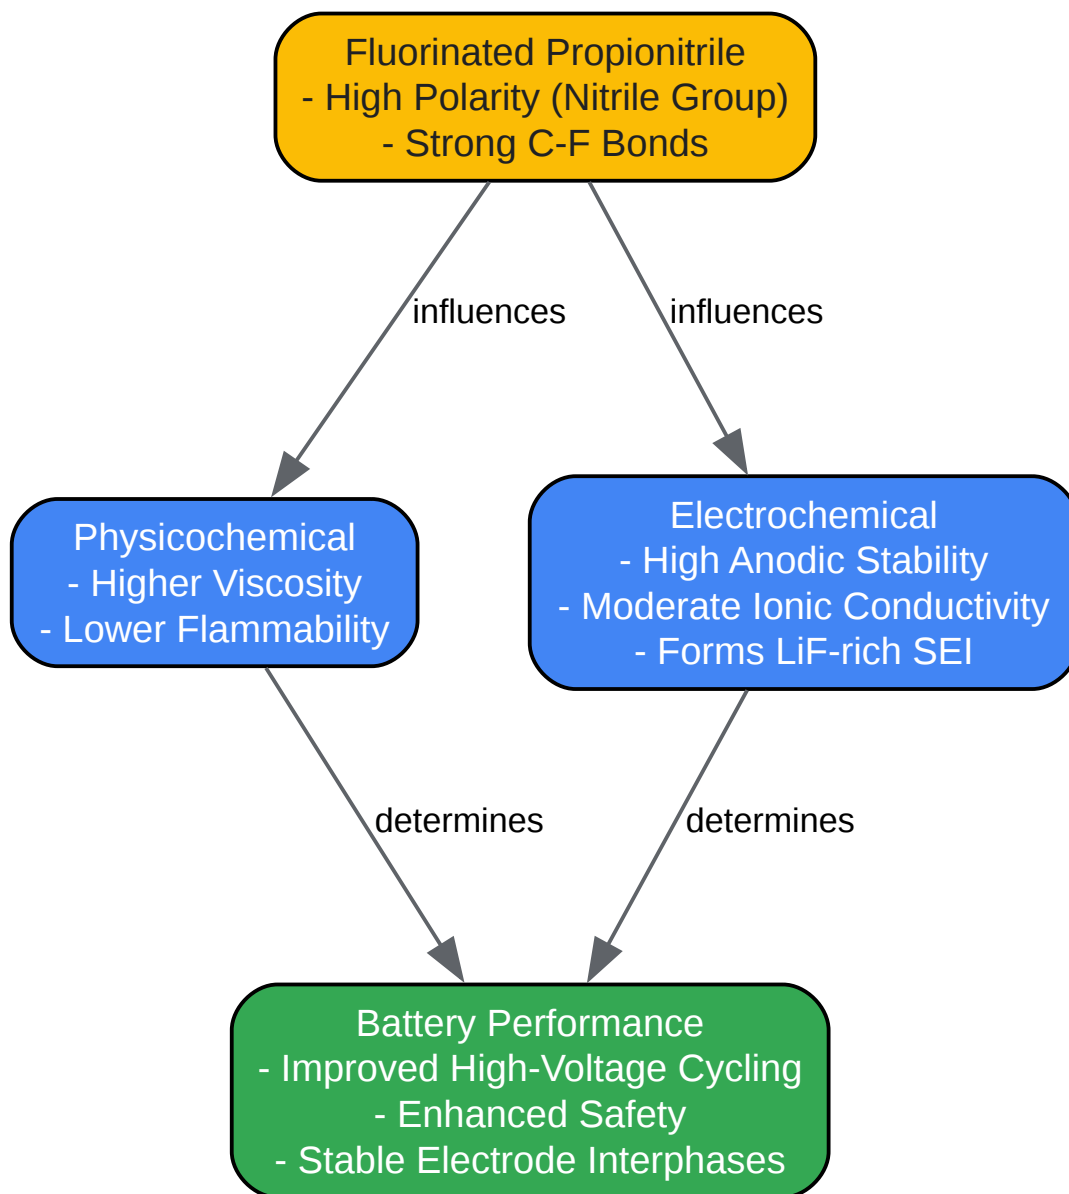 Fluorinated Propionitrile
- High Polarity (Nitrile Group)
- Strong C-F Bonds
influences
influences
Physicochemical
- Higher Viscosity
- Lower Flammability
Electrochemical
- High Anodic Stability
- Moderate Ionic Conductivity
- Forms LiF-rich SEI
determines
determines
Battery Performance
- Improved High-Voltage Cycling
- Enhanced Safety
- Stable Electrode Interphases